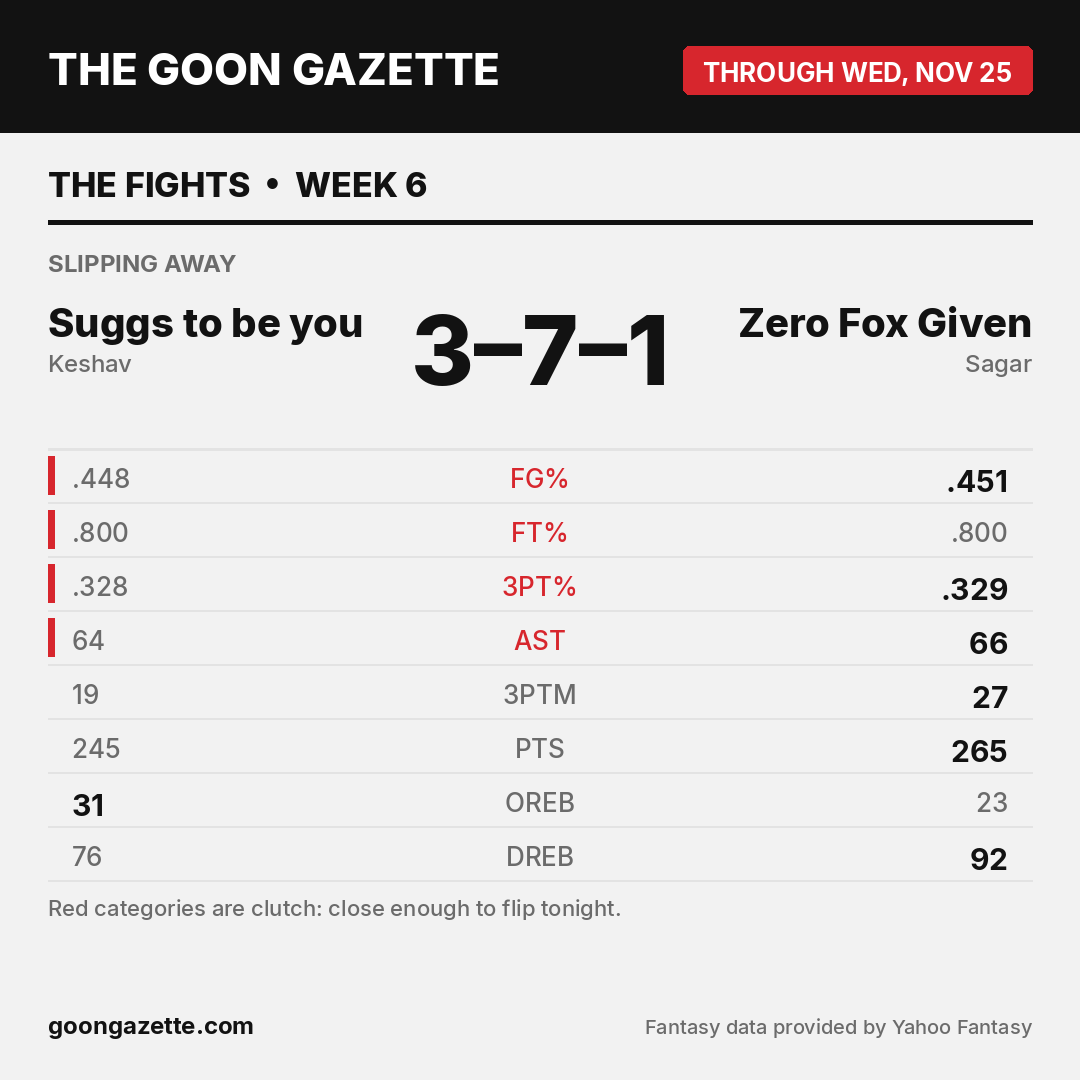 THE GOON GAZETTE
THROUGH WED, NOV 25
THE FIGHTS • WEEK 6
SLIPPING AWAY
Suggs to be you 3–7–1 Zero Fox Given
Keshav Sagar
.448 FG% .451
.800 FT% .800
.328 3PT% .329
64 AST 66
19 3PTM 27
245 PTS 265
31 OREB 23
76 DREB 92
Red categories are clutch: close enough to flip tonight.
goongazette.com Fantasy data provided by Yahoo Fantasy